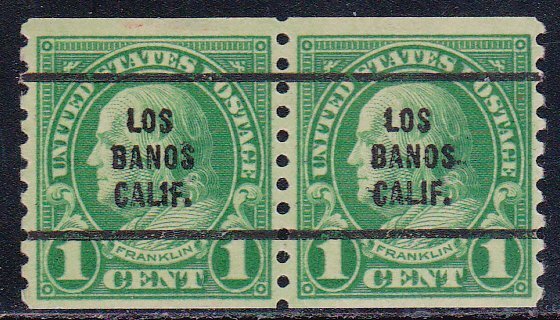 UNITED STATES POSTAGE
LOS
BANOS
CALIF.
FRANKLIN
1 CENT 1
UNITED STATES POSTAGE
LOS
BANOS
CALIF.
FRANKLIN
1 CENT 1